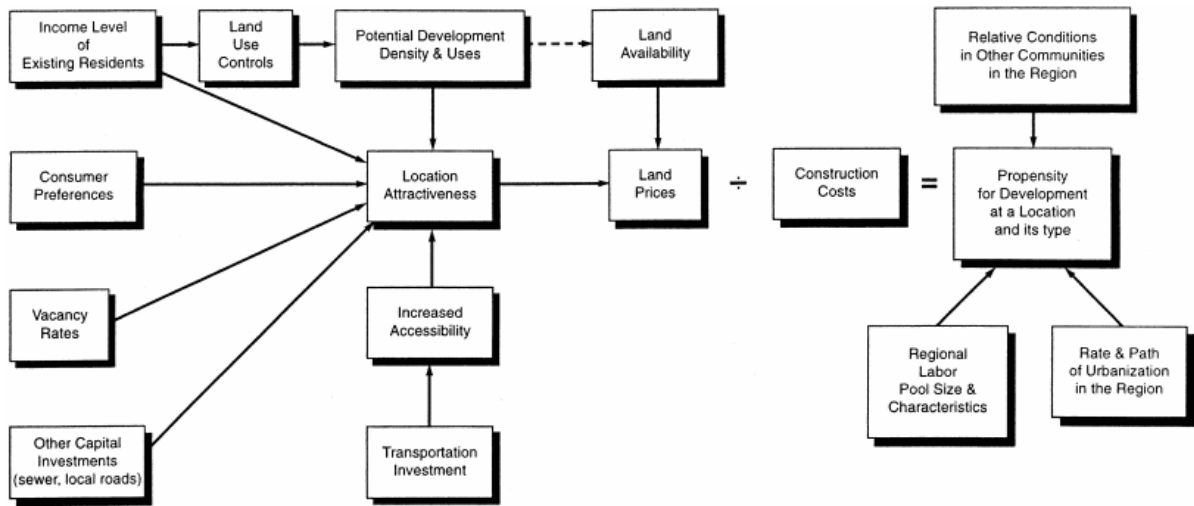 Income Level
of
Existing Residents
Land
Use
Controls
Potential Development
Density & Uses
Land
Availability
Relative Conditions
in Other Communities
in the Region
Consumer
Preferences
Location
Attractiveness
Land
Prices
÷
Construction
Costs
=
Propensity
for Development
at a Location
and its type
Vacancy
Rates
Increased
Accessibility
Regional
Labor
Pool Size &
Characteristics
Rate & Path
of Urbanization
in the Region
Other Capital
Investments
(sewer, local roads)
Transportation
Investment